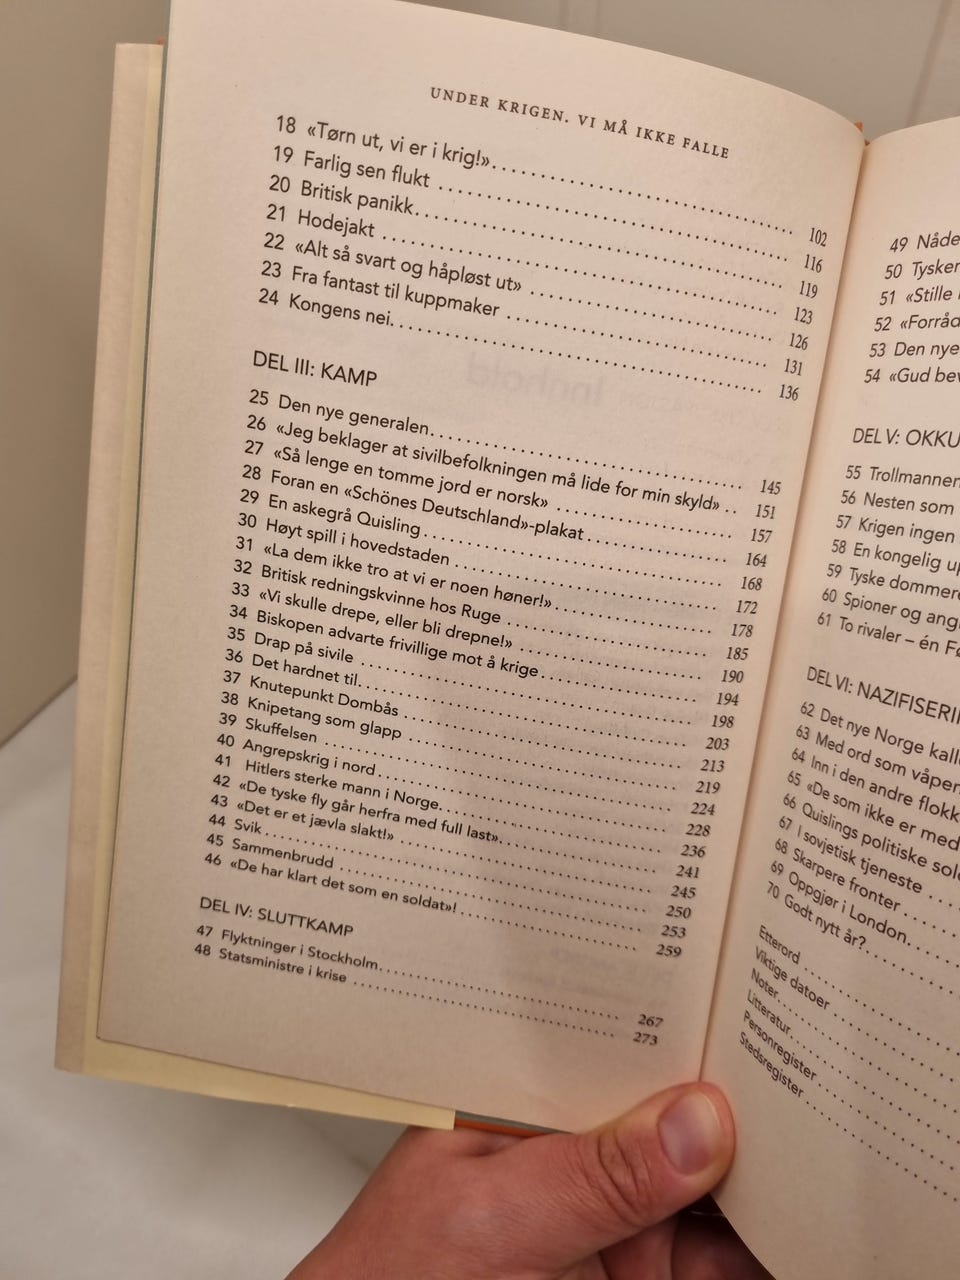 UNDER KRIGEN. VI MÅ IKKE FALLE
18 «Tørn ut, vi er i krig!» 102
19 Farlig sen flukt 116
20 Britisk panikk 119
21 Hodejakt 123
22 «Alt så svart og håpløst ut» 126
23 Fra fantast til kuppmaker 131
24 Kongens nei 136
DEL III: KAMP
25 Den nye generalen 145
26 «Jeg beklager at sivilbefolkningen må lide for min skyld» 151
27 «Så lenge en tomme jord er norsk» 157
28 Foran en «Schönes Deutschland»-plakat 164
29 En askegrå Quisling 168
30 Høyt spill i hovedstaden 172
31 «La dem ikke tro at vi er noen høner!» 178
32 Britisk redningskvinne hos Ruge 185
33 «Vi skulle drepe, eller bli drepne!» 190
34 Biskopen advarte frivillige mot å krige 194
35 Drap på sivile 198
36 Det hardnet til 203
37 Knutepunkt Dombås 213
38 Knipetang som glapp 219
39 Skuffelsen 224
40 Angrepskrig i nord 228
41 Hitlers sterke mann i Norge 236
42 «De tyske fly går herfra med full last» 241
43 «Det er et jævla slakt!» 245
44 Svik 250
45 Sammenbrudd 253
46 «De har klart det som en soldat»! 259
DEL IV: SLUTTKAMP
47 Flyktninger i Stockholm 267
48 Statsministre i krise 273
49 Nåde
50 Tysker
51 «Stille
52 «Forråd
53 Den nye
54 «Gud bev
DEL V: OKKU
55 Trollmannen
56 Nesten som
57 Krigen ingen
58 En kongelig up
59 Tyske dommere
60 Spioner og ang
61 To rivaler – én Fø
DEL VI: NAZIFISERI
62 Det nye Norge kall
63 Med ord som våpen
64 Inn i den andre flokk
65 «De som ikke er med
66 Quislings politiske sol
67 I sovjetisk tjeneste
68 Skarpere fronter
69 Oppgjør i London
70 Godt nytt år?
Etterord
Viktige datoer
Noter
Litteratur
Personregister
Stedsregister